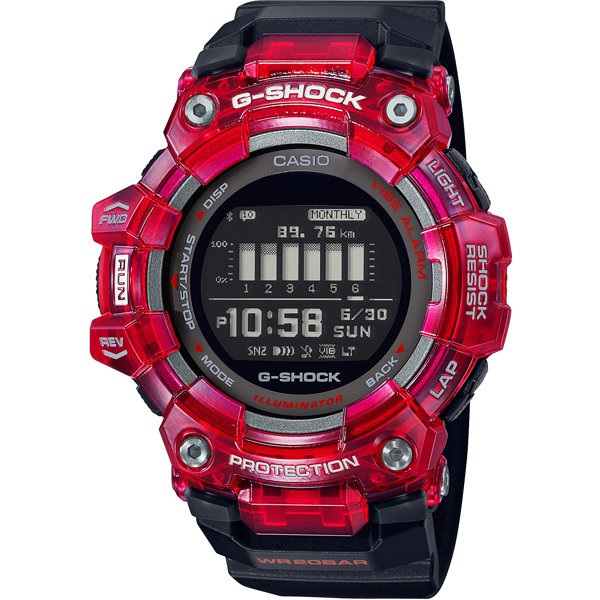 G-SHOCK
CASIO
DISP
VIBE ALARM
LIGHT
FWD
RUN
REV
START/STOP
SHOCK RESIST
MONTHLY
89.76 km
100
0
%
1 2 3 4 5 6
P 10:58 6/30
SUN
SNZ VIB LT
MODE
BACK
LAP
G-SHOCK
ILLUMINATOR
PROTECTION
WR20BAR